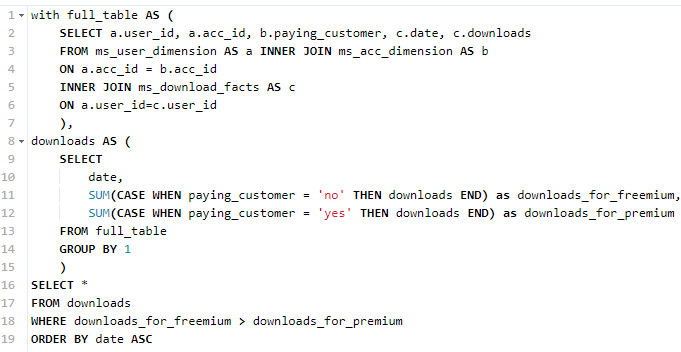 1 with full_table AS (
2 SELECT a.user_id, a.acc_id, b.paying_customer, c.date, c.downloads
3 FROM ms_user_dimension AS a INNER JOIN ms_acc_dimension AS b
4 ON a.acc_id = b.acc_id
5 INNER JOIN ms_download_facts AS c
6 ON a.user_id=c.user_id
7 ),
8 downloads AS (
9 SELECT
10 date,
11 SUM(CASE WHEN paying_customer = 'no' THEN downloads END) as downloads_for_freemium,
12 SUM(CASE WHEN paying_customer = 'yes' THEN downloads END) as downloads_for_premium
13 FROM full_table
14 GROUP BY 1
15 )
16 SELECT *
17 FROM downloads
18 WHERE downloads_for_freemium > downloads_for_premium
19 ORDER BY date ASC